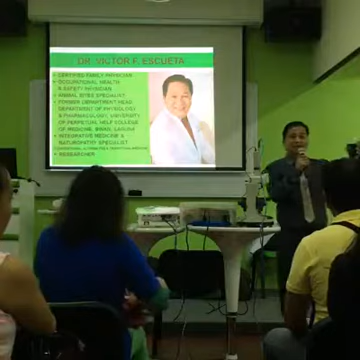 DR. VICTOR F. ESCUETA
• CERTIFIED FAMILY PHYSICIAN
• OCCUPATIONAL HEALTH
& SAFETY PHYSICIAN
• ANIMAL BITES SPECIALIST
• FORMER DEPARTMENT HEAD
DEPARTMENT OF PHYSIOLOGY
& PHARMACOLOGY, UNIVERSITY
OF PERPETUAL HELP COLLEGE
OF MEDICINE, BIÑAN, LAGUNA
• INTEGRATIVE MEDICINE &
NATUROPATHY SPECIALIST
• RESEARCHER